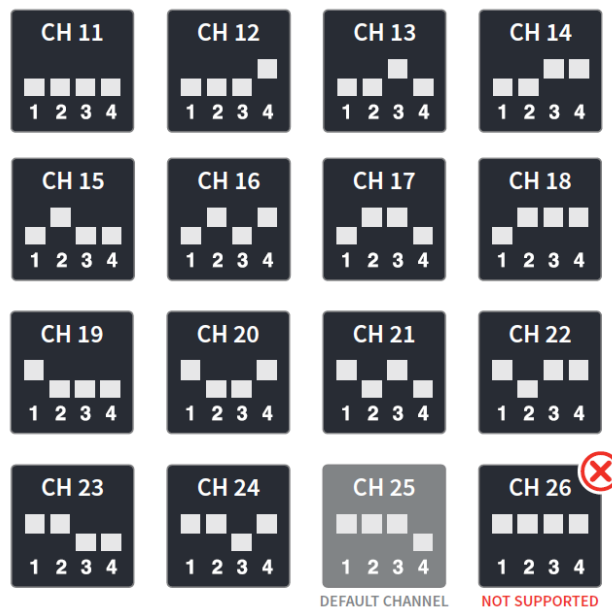 CH 11 CH 12 CH 13 CH 14
1 2 3 4 1 2 3 4 1 2 3 4 1 2 3 4
CH 15 CH 16 CH 17 CH 18
1 2 3 4 1 2 3 4 1 2 3 4 1 2 3 4
CH 19 CH 20 CH 21 CH 22
1 2 3 4 1 2 3 4 1 2 3 4 1 2 3 4
CH 23 CH 24 CH 25 CH 26
1 2 3 4 1 2 3 4 1 2 3 4 1 2 3 4
DEFAULT CHANNEL NOT SUPPORTED